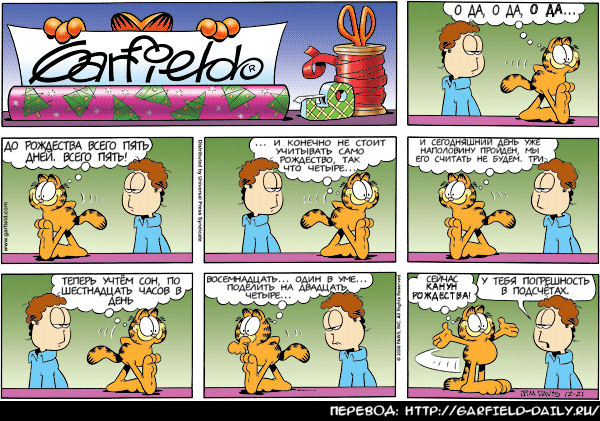 Garfield®
О ДА, О ДА, О ДА...
ДО РОЖДЕСТВА ВСЕГО ПЯТЬ
ДНЕЙ. ВСЕГО ПЯТЬ!
www.garfield.com
... И КОНЕЧНО НЕ СТОИТ
УЧИТЫВАТЬ САМО
РОЖДЕСТВО, ТАК
ЧТО ЧЕТЫРЕ...
Distributed by Universal Press Syndicate
И СЕГОДНЯШНИЙ ДЕНЬ УЖЕ
НАПОЛОВИНУ ПРОЙДЕН, МЫ
ЕГО СЧИТАТЬ НЕ БУДЕМ. ТРИ.
ТЕПЕРЬ УЧТЁМ СОН, ПО
ШЕСТНАДЦАТЬ ЧАСОВ В
ДЕНЬ
ВОСЕМНАДЦАТЬ... ОДИН В УМЕ...
ПОДЕЛИТЬ НА ДВАДЦАТЬ
ЧЕТЫРЕ...
© 2008 PAWS, INC. All Rights Reserved.
СЕЙЧАС
КАНУН
РОЖДЕСТВА!
У ТЕБЯ ПОГРЕШНОСТЬ
В ПОДСЧЁТАХ.
JIM DAVIS 12-21
ПЕРЕВОД: HTTP://GARFIELD-DAILY.RU/